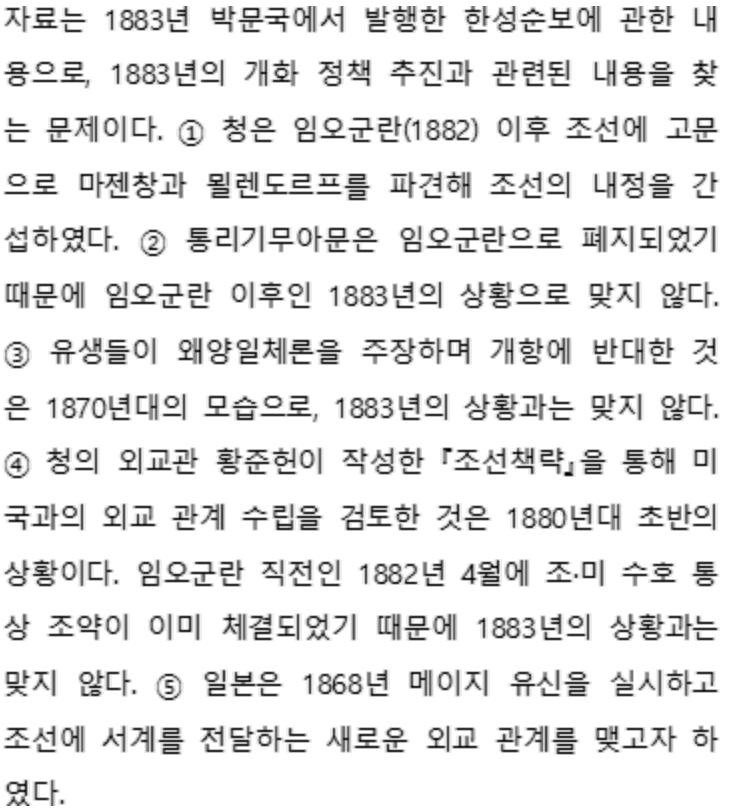 자료는 1883년 박문국에서 발행한 한성순보에 관한 내
용으로, 1883년의 개화 정책 추진과 관련된 내용을 찾
는 문제이다. ① 청은 임오군란(1882) 이후 조선에 고문
으로 마젠창과 묄렌도르프를 파견해 조선의 내정을 간
섭하였다. ② 통리기무아문은 임오군란으로 폐지되었기
때문에 임오군란 이후인 1883년의 상황으로 맞지 않다.
③ 유생들이 왜양일체론을 주장하며 개항에 반대한 것
은 1870년대의 모습으로, 1883년의 상황과는 맞지 않다.
④ 청의 외교관 황준헌이 작성한 『조선책략』을 통해 미
국과의 외교 관계 수립을 검토한 것은 1880년대 초반의
상황이다. 임오군란 직전인 1882년 4월에 조·미 수호 통
상 조약이 이미 체결되었기 때문에 1883년의 상황과는
맞지 않다. ⑤ 일본은 1868년 메이지 유신을 실시하고
조선에 서계를 전달하는 새로운 외교 관계를 맺고자 하
였다.